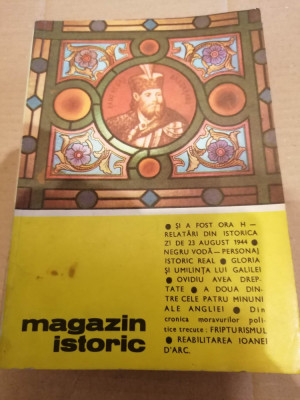 ● ȘI A FOST ORA H —
RELATĂRI DIN ISTORICA
ZI DE 23 AUGUST 1944 ●
NEGRU VODĂ — PERSONAJ
ISTORIC REAL ● GLORIA
ȘI UMILINȚA LUI GALILEI
● OVIDIU AVEA DREP-
TATE ● A DOUA DIN-
TRE CELE PATRU MINUNI
ALE ANGLIEI ● Din
cronica moravurilor poli-
tice trecute : FRIPTURISMUL
● REABILITAREA IOANEI
D'ARC.
magazin
istoric